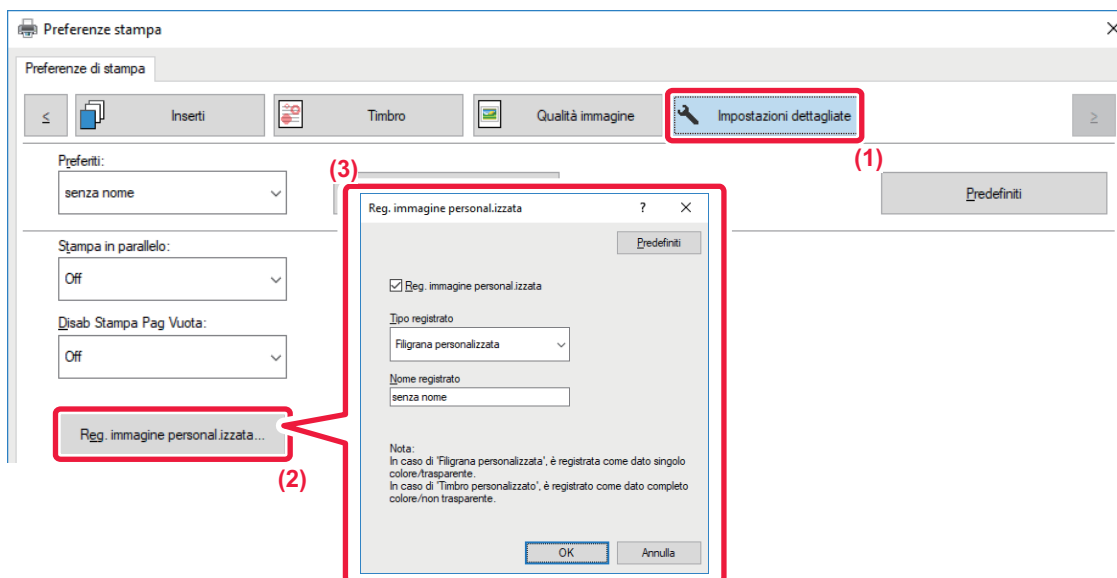 Preferenze stampa
Preferenze di stampa
< Inserti Timbro Qualità immagine Impostazioni dettagliate >
(1)
Preferiti:
senza nome
Predefiniti
(3)
Reg. immagine personal.izzata ?
Predefiniti
Reg. immagine personal.izzata
Tipo registrato
Filigrana personalizzata
Nome registrato
senza nome
Nota:
In caso di 'Filigrana personalizzata', è registrata come dato singolo
colore/trasparente.
In caso di 'Timbro personalizzato', è registrato come dato completo
colore/non trasparente.
OK Annulla
Stampa in parallelo:
Off
Disab Stampa Pag Vuota:
Off
Reg. immagine personal.izzata...
(2)